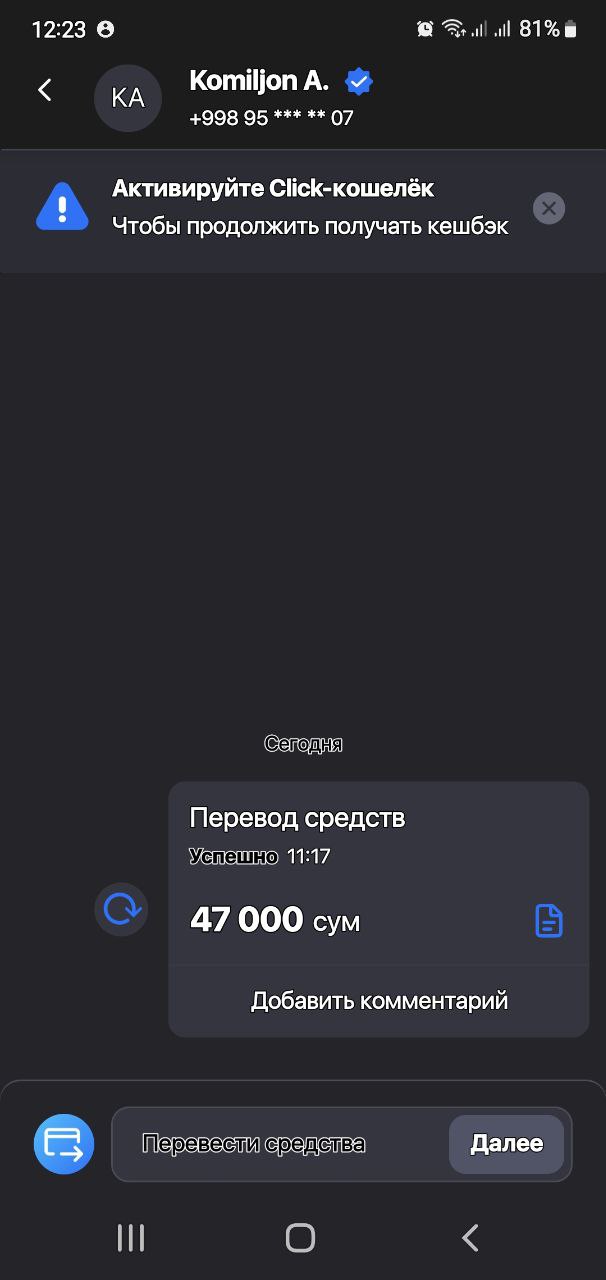 12:23
81%
KA
Komiljon A.
+998 95 *** ** 07
Активируйте Click-кошелёк
Чтобы продолжить получать кешбэк
Сегодня
Перевод средств
Успешно 11:17
47 000 сум
Добавить комментарий
Перевести средства
Далее